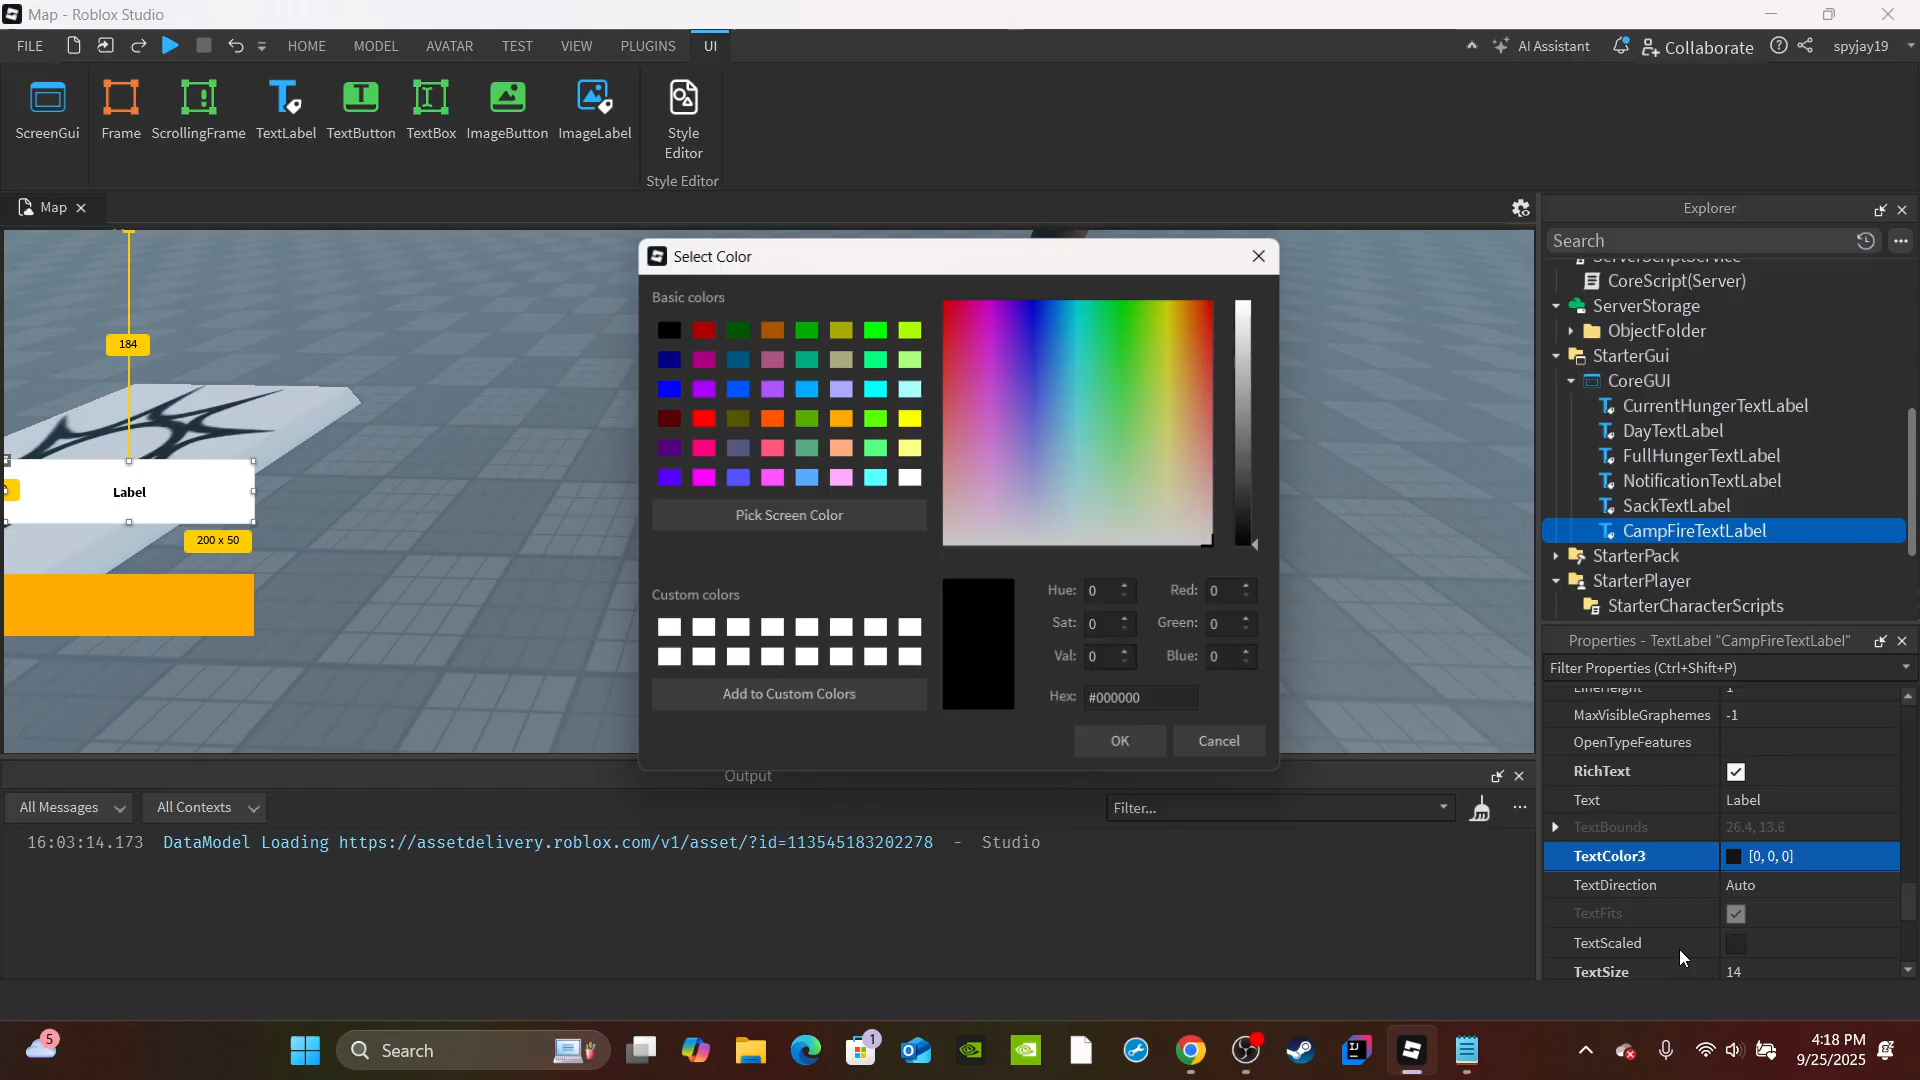 Map - Roblox Studio
FILE
HOME
MODEL
AVATAR
TEST
VIEW
PLUGINS
UI
AI Assistant
Collaborate
spyjay19
ScreenGui
Frame
ScrollingFrame
TextLabel
TextButton
TextBox
ImageButton
ImageLabel
Style
Editor
Style Editor
Map
184
Label
200 x 50
Select Color
Basic colors
Pick Screen Color
Custom colors
Add to Custom Colors
Hue: 0
Red: 0
Sat: 0
Green: 0
Val: 0
Blue: 0
Hex: #000000
OK
Cancel
Explorer
Search
ServerScriptService
CoreScript(Server)
ServerStorage
ObjectFolder
StarterGui
CoreGUI
CurrentHungerTextLabel
DayTextLabel
FullHungerTextLabel
NotificationTextLabel
SackTextLabel
CampFireTextLabel
StarterPack
StarterPlayer
StarterCharacterScripts
Properties - TextLabel "CampFireTextLabel"
Filter Properties (Ctrl+Shift+P)
LineHeight 1
MaxVisibleGraphemes -1
OpenTypeFeatures
RichText
Text Label
TextBounds 26.4, 13.6
TextColor3 [0, 0, 0]
TextDirection Auto
TextFits
TextScaled
TextSize 14
Output
All Messages
All Contexts
Filter...
16:03:14.173 DataModel Loading https://assetdelivery.roblox.com/v1/asset/?id=113545183202278 - Studio
5
Search
1
4:18 PM
9/25/2025